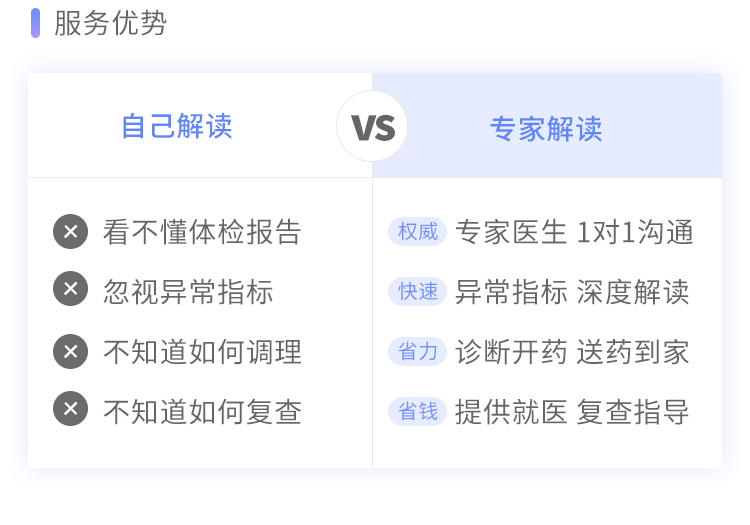 服务优势
自己解读
VS
专家解读
看不懂体检报告
权威 专家医生 1对1沟通
忽视异常指标
快速 异常指标 深度解读
不知道如何调理
省力 诊断开药 送药到家
不知道如何复查
省钱 提供就医 复查指导